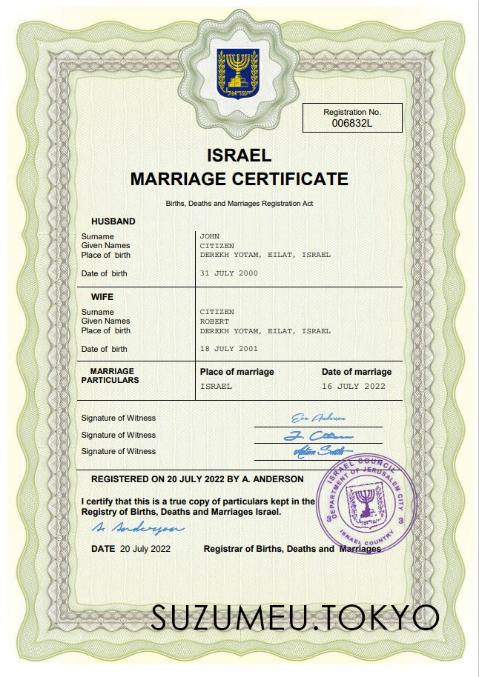 Registration No.
006832L
ISRAEL
MARRIAGE CERTIFICATE
Births, Deaths and Marriages Registration Act
HUSBAND
Surname JOHN
Given Names CITIZEN
Place of birth DEREKH YOTAM, EILAT, ISRAEL
Date of birth 31 JULY 2000
WIFE
Surname CITIZEN
Given Names ROBERT
Place of birth DEREKH YOTAM, EILAT, ISRAEL
Date of birth 18 JULY 2001
MARRIAGE PARTICULARS
Place of marriage Date of marriage
ISRAEL 16 JULY 2022
Signature of Witness
Signature of Witness
Signature of Witness
REGISTERED ON 20 JULY 2022 BY A. ANDERSON
I certify that this is a true copy of particulars kept in the
Registry of Births, Deaths and Marriages Israel.
A. Anderson
DATE 20 July 2022 Registrar of Births, Deaths and Marriages
ISRAEL COUNCIL
DEPARTMENT OF JERUSALEM CITY
ISRAEL COUNTRY
SUZUMEU.TOKYO